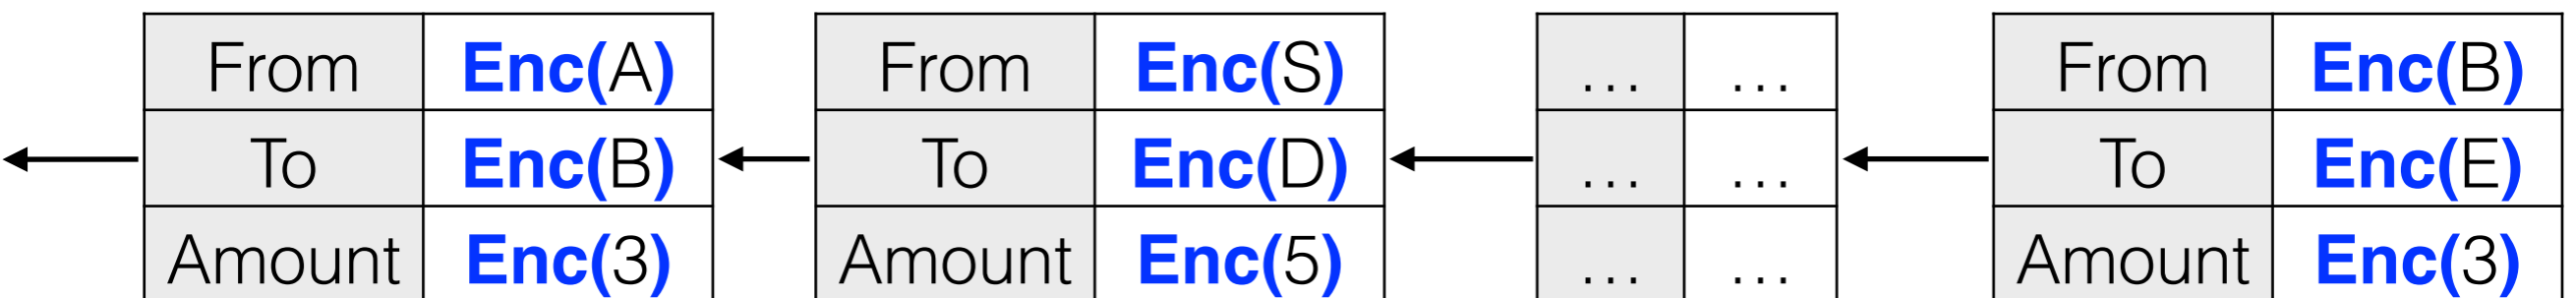 From Enc(A) From Enc(S) ... ... From Enc(B)
To Enc(B) To Enc(D) ... ... To Enc(E)
Amount Enc(3) Amount Enc(5) ... ... Amount Enc(3)